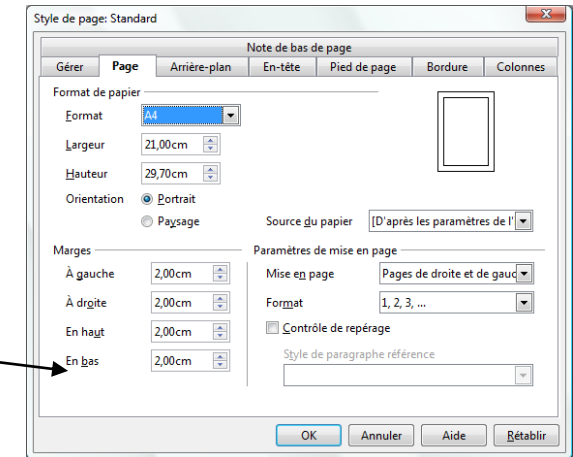 Style de page: Standard
Note de bas de page
Gérer Page Arrière-plan En-tête Pied de page Bordure Colonnes
Format de papier
Format A4
Largeur 21,00cm
Hauteur 29,70cm
Orientation Portrait
Paysage Source du papier [D'après les paramètres de l'
Marges Paramètres de mise en page
À gauche 2,00cm Mise en page Pages de droite et de gauc
À droite 2,00cm Format 1, 2, 3, ...
En haut 2,00cm Contrôle de repérage
En bas 2,00cm Style de paragraphe référence
OK Annuler Aide Rétablir